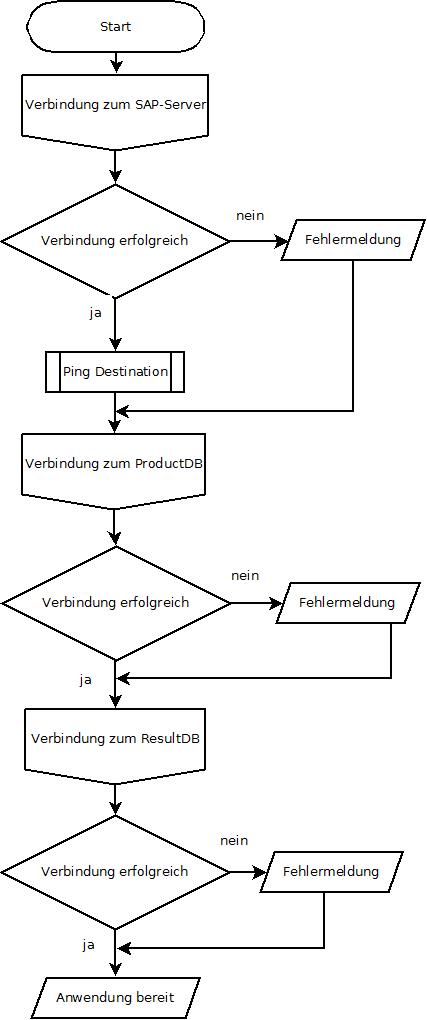 Start
Verbindung zum SAP-Server
nein
Verbindung erfolgreich
Fehlermeldung
ja
Ping Destination
Verbindung zum ProductDB
nein
Verbindung erfolgreich
Fehlermeldung
ja
Verbindung zum ResultDB
nein
Verbindung erfolgreich
Fehlermeldung
ja
Anwendung bereit